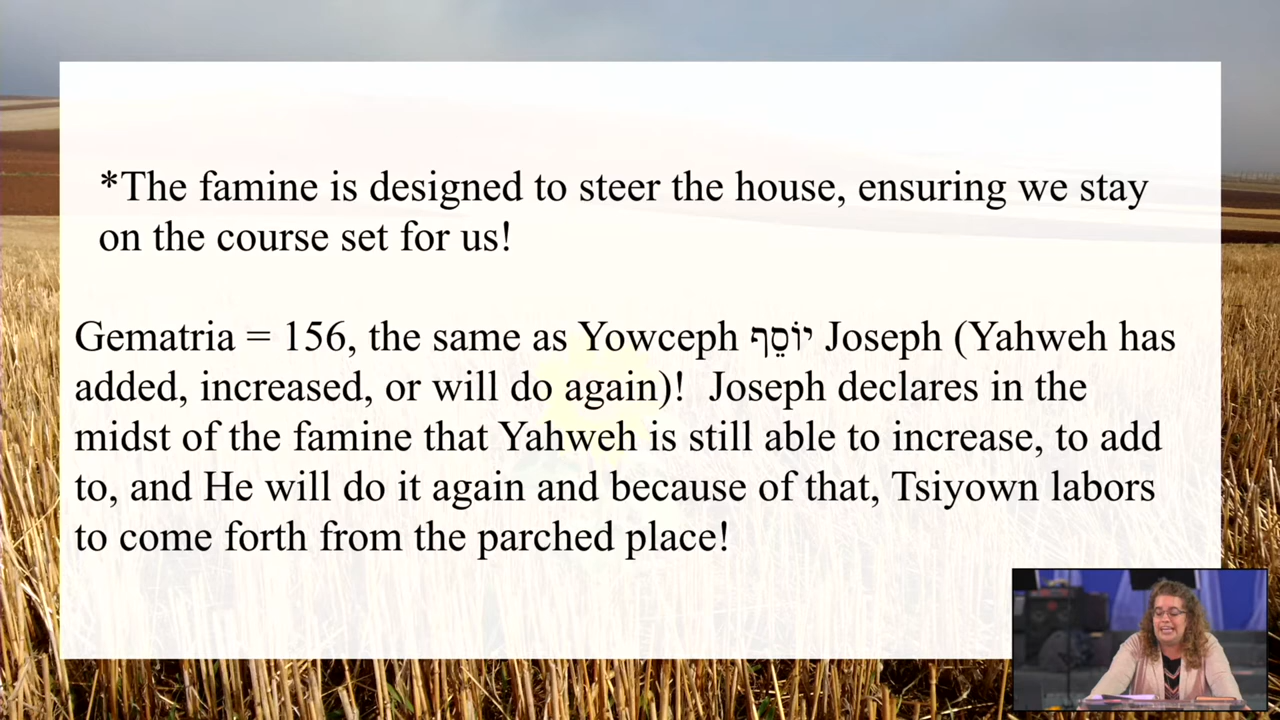 *The famine is designed to steer the house, ensuring we stay
on the course set for us!
Gematria = 156, the same as Yowceph יוֹסֵף Joseph (Yahweh has
added, increased, or will do again)! Joseph declares in the
midst of the famine that Yahweh is still able to increase, to add
to, and He will do it again and because of that, Tsiyown labors
to come forth from the parched place!